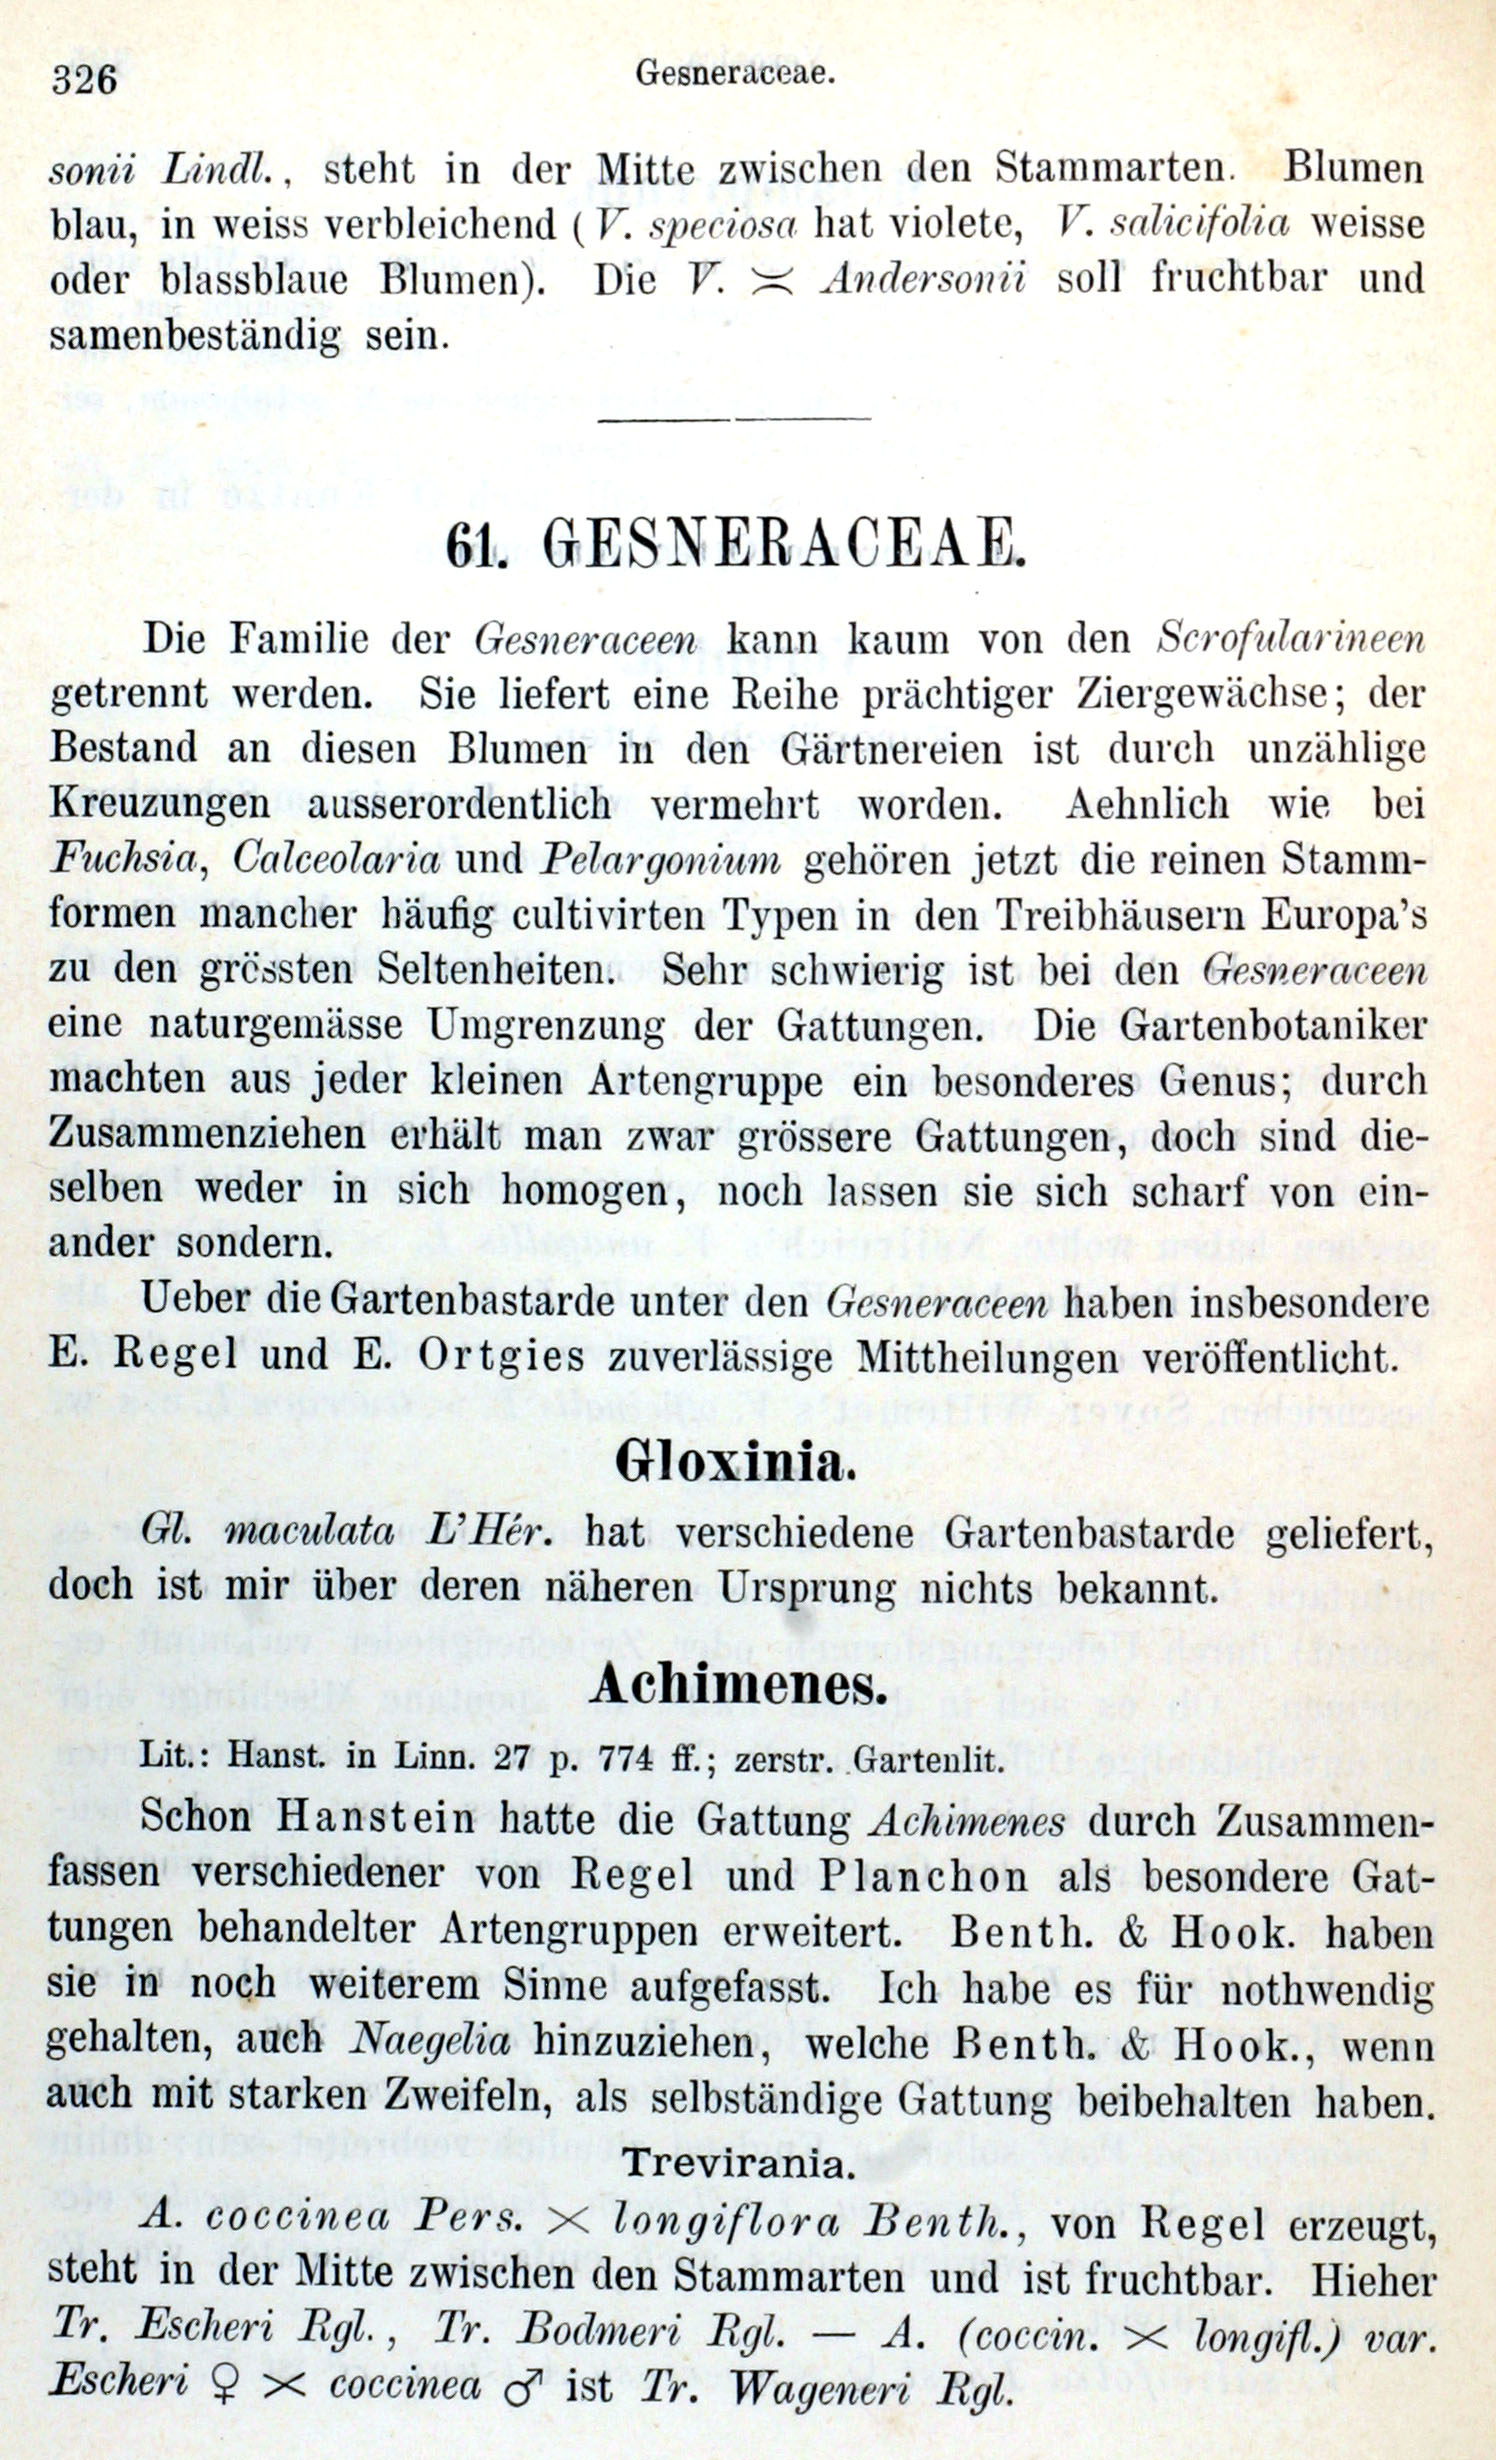 326
Gesneraceae.
sonii Lindl., steht in der Mitte zwischen den Stammarten. Blumen
blau, in weiss verbleichend (V. speciosa hat violete, V. salicifolia weisse
oder blassblaue Blumen). Die V. ≍ Andersonii soll fruchtbar und
samenbeständig sein.
61. GESNERACEAE.
Die Familie der Gesneraceen kann kaum von den Scrofularineen
getrennt werden. Sie liefert eine Reihe prächtiger Ziergewächse; der
Bestand an diesen Blumen in den Gärtnereien ist durch unzählige
Kreuzungen ausserordentlich vermehrt worden. Aehnlich wie bei
Fuchsia, Calceolaria und Pelargonium gehören jetzt die reinen Stamm-
formen mancher häufig cultivirten Typen in den Treibhäusern Europa's
zu den grössten Seltenheiten. Sehr schwierig ist bei den Gesneraceen
eine naturgemässe Umgrenzung der Gattungen. Die Gartenbotaniker
machten aus jeder kleinen Artengruppe ein besonderes Genus; durch
Zusammenziehen erhält man zwar grössere Gattungen, doch sind die-
selben weder in sich homogen, noch lassen sie sich scharf von ein-
ander sondern.
Ueber die Gartenbastarde unter den Gesneraceen haben insbesondere
E. Regel und E. Ortgies zuverlässige Mittheilungen veröffentlicht.
Gloxinia.
Gl. maculata L'Hér. hat verschiedene Gartenbastarde geliefert,
doch ist mir über deren näheren Ursprung nichts bekannt.
Achimenes.
Lit.: Hanst. in Linn. 27 p. 774 ff.; zerstr. Gartenlit.
Schon Hanstein hatte die Gattung Achimenes durch Zusammen-
fassen verschiedener von Regel und Planchon als besondere Gat-
tungen behandelter Artengruppen erweitert. Benth. & Hook. haben
sie in noch weiterem Sinne aufgefasst. Ich habe es für nothwendig
gehalten, auch Naegelia hinzuziehen, welche Benth. & Hook., wenn
auch mit starken Zweifeln, als selbständige Gattung beibehalten haben.
Trevirania.
A. coccinea Pers. × longiflora Benth., von Regel erzeugt,
steht in der Mitte zwischen den Stammarten und ist fruchtbar. Hieher
Tr. Escheri Rgl., Tr. Bodmeri Rgl. — A. (coccin. × longifl.) var.
Escheri ♀ × coccinea ♂ ist Tr. Wageneri Rgl.